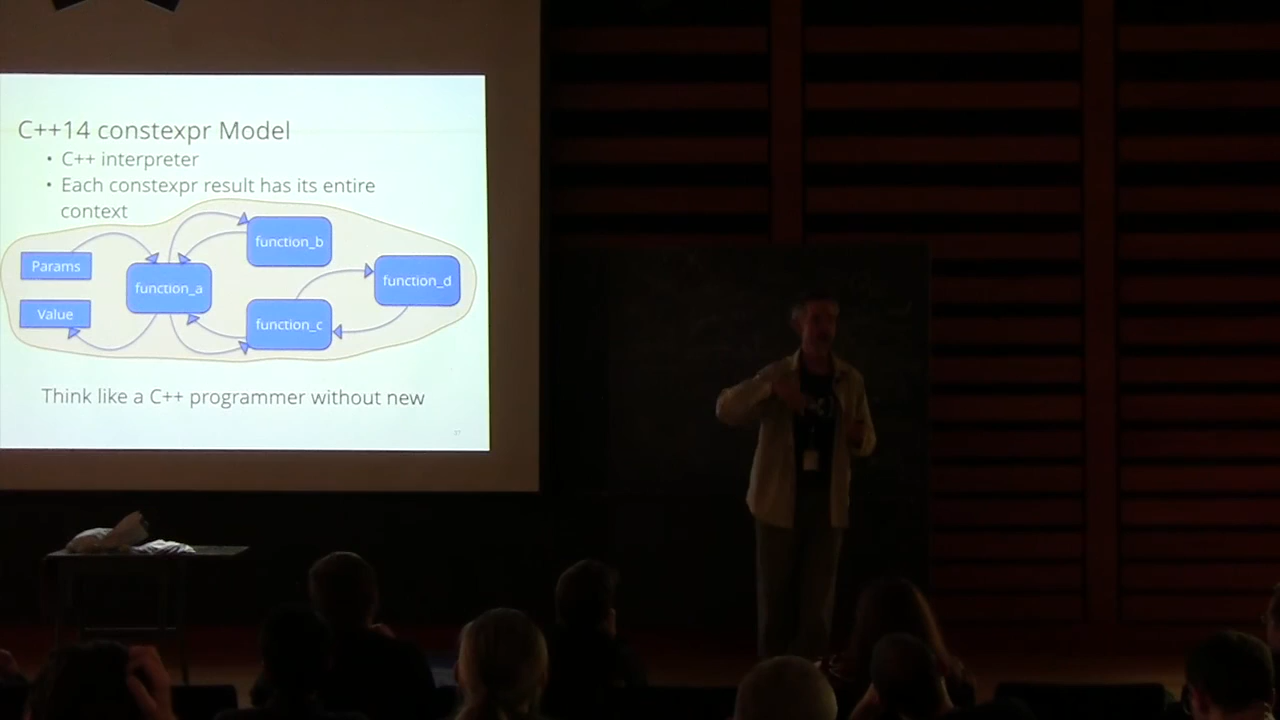 C++14 constexpr Model
• C++ interpreter
• Each constexpr result has its entire
context
function_b
Params
function_d
function_a
Value
function_c
Think like a C++ programmer without new
37